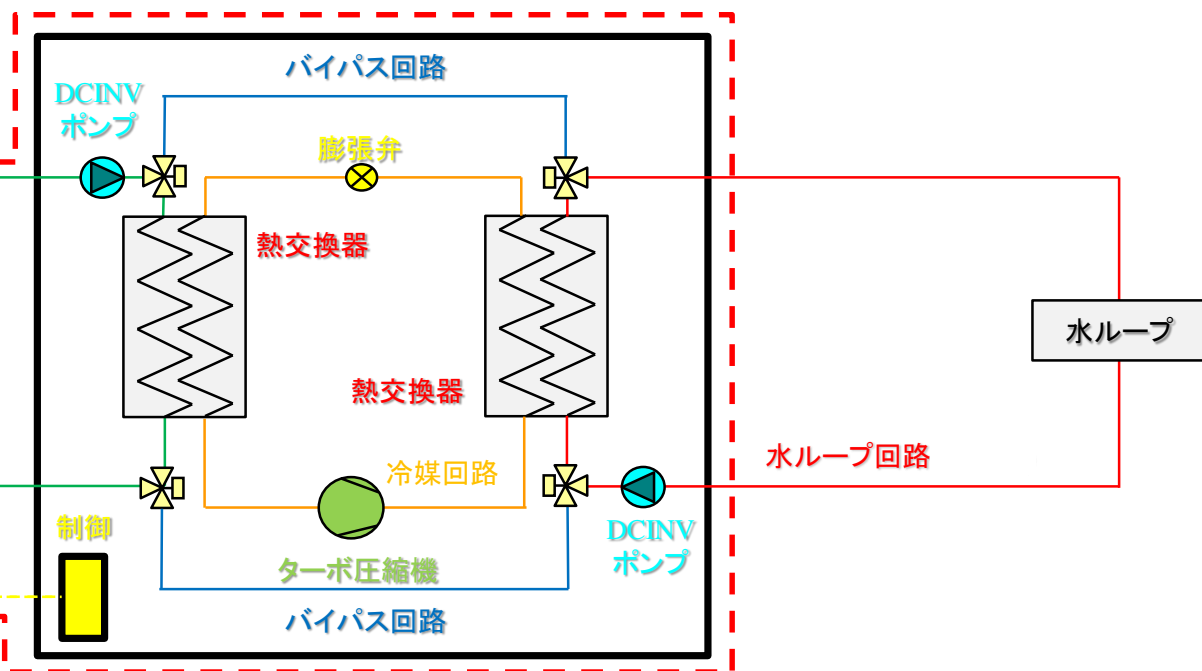 バイパス回路
DCINV
ポンプ
膨張弁
熱交換器
水ループ
熱交換器
水ループ回路
冷媒回路
制御
DCINV
ポンプ
ターボ圧縮機
バイパス回路